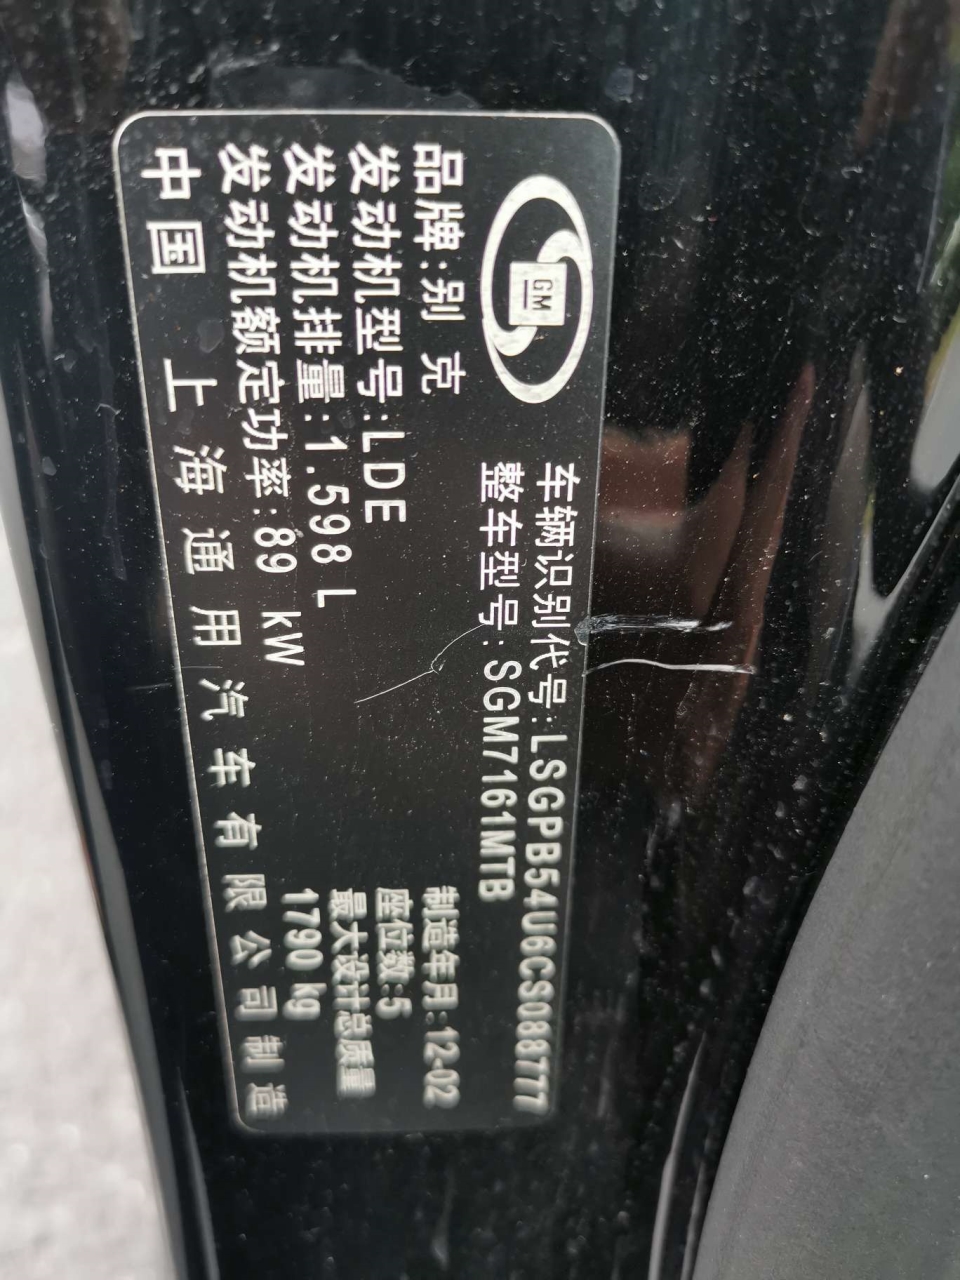 GM
车辆识别代号:LSGPB54U6CS088777
整车型号:SGM7161MTB
品牌:别克
发动机型号:LDE
发动机排量:1.598 L
发动机额定功率:89 kW
制造年月:12-02
座位数:5
最大设计总质量
1790 kg
中国 上海通用汽车有限公司制造